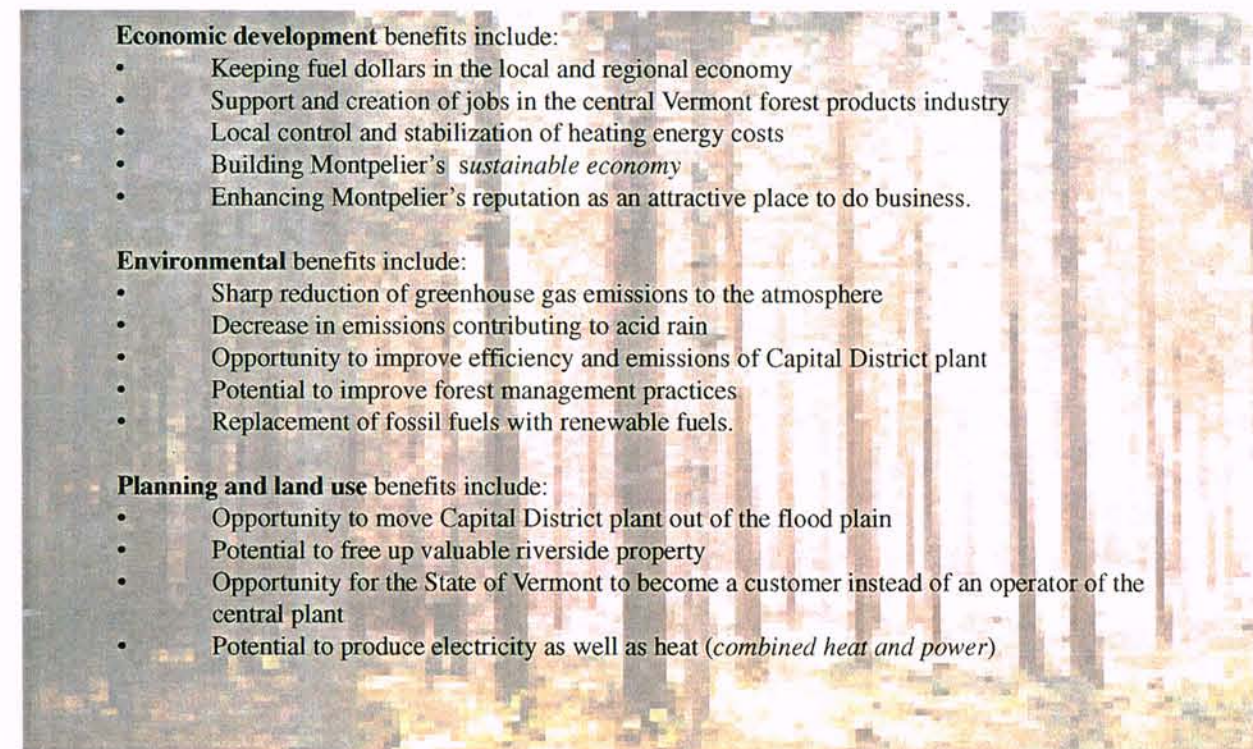 Economic development benefits include:
• Keeping fuel dollars in the local and regional economy
• Support and creation of jobs in the central Vermont forest products industry
• Local control and stabilization of heating energy costs
• Building Montpelier's sustainable economy
• Enhancing Montpelier's reputation as an attractive place to do business.
Environmental benefits include:
• Sharp reduction of greenhouse gas emissions to the atmosphere
• Decrease in emissions contributing to acid rain
• Opportunity to improve efficiency and emissions of Capital District plant
• Potential to improve forest management practices
• Replacement of fossil fuels with renewable fuels.
Planning and land use benefits include:
• Opportunity to move Capital District plant out of the flood plain
• Potential to free up valuable riverside property
• Opportunity for the State of Vermont to become a customer instead of an operator of the
central plant
• Potential to produce electricity as well as heat (combined heat and power)